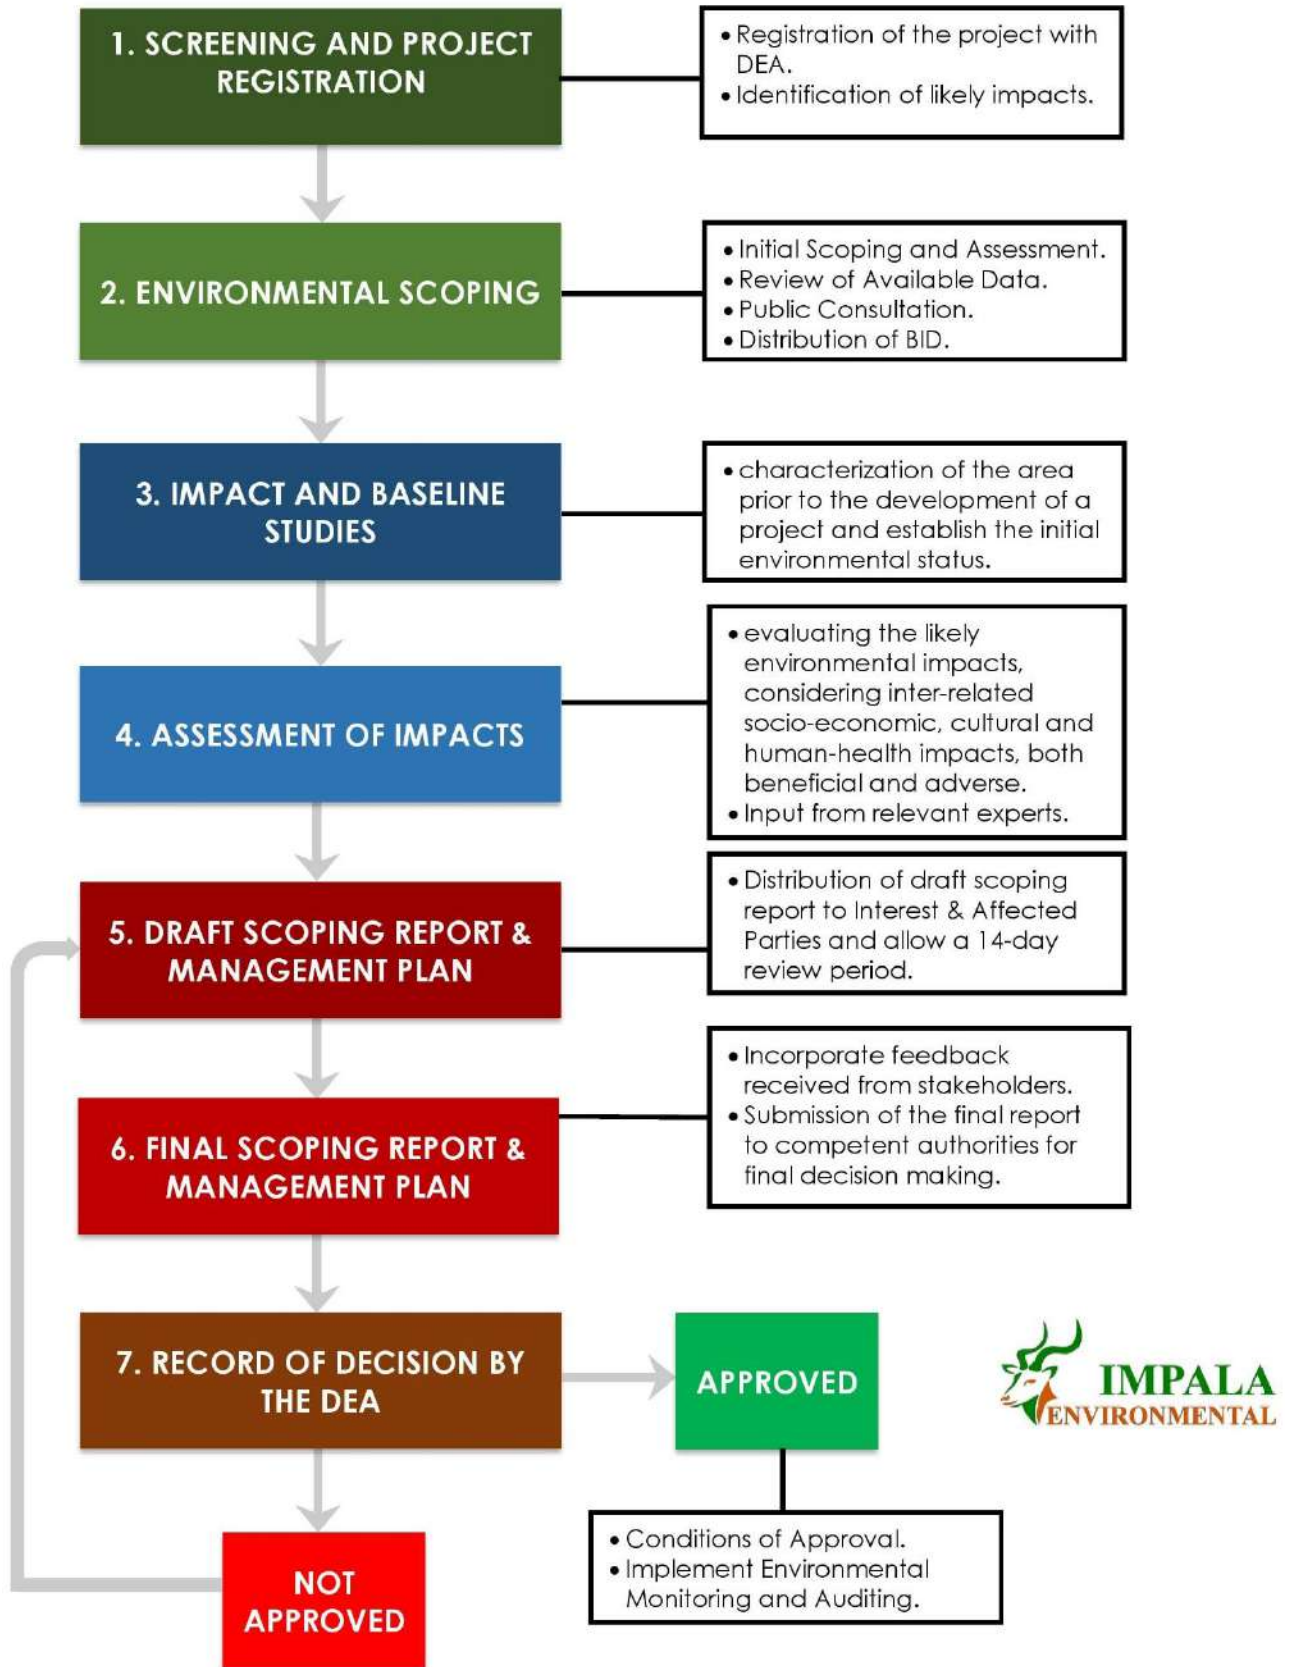 1. SCREENING AND PROJECT
REGISTRATION
• Registration of the project with
DEA.
• Identification of likely impacts.
2. ENVIRONMENTAL SCOPING
• Initial Scoping and Assessment.
• Review of Available Data.
• Public Consultation.
• Distribution of BID.
3. IMPACT AND BASELINE
STUDIES
• characterization of the area
prior to the development of a
project and establish the initial
environmental status.
4. ASSESSMENT OF IMPACTS
• evaluating the likely
environmental impacts,
considering inter-related
socio-economic, cultural and
human-health impacts, both
beneficial and adverse.
• Input from relevant experts.
5. DRAFT SCOPING REPORT &
MANAGEMENT PLAN
• Distribution of draft scoping
report to Interest & Affected
Parties and allow a 14-day
review period.
6. FINAL SCOPING REPORT &
MANAGEMENT PLAN
• Incorporate feedback
received from stakeholders.
• Submission of the final report
to competent authorities for
final decision making.
7. RECORD OF DECISION BY
THE DEA
APPROVED
IMPALA
ENVIRONMENTAL
• Conditions of Approval.
• Implement Environmental
Monitoring and Auditing.
NOT
APPROVED